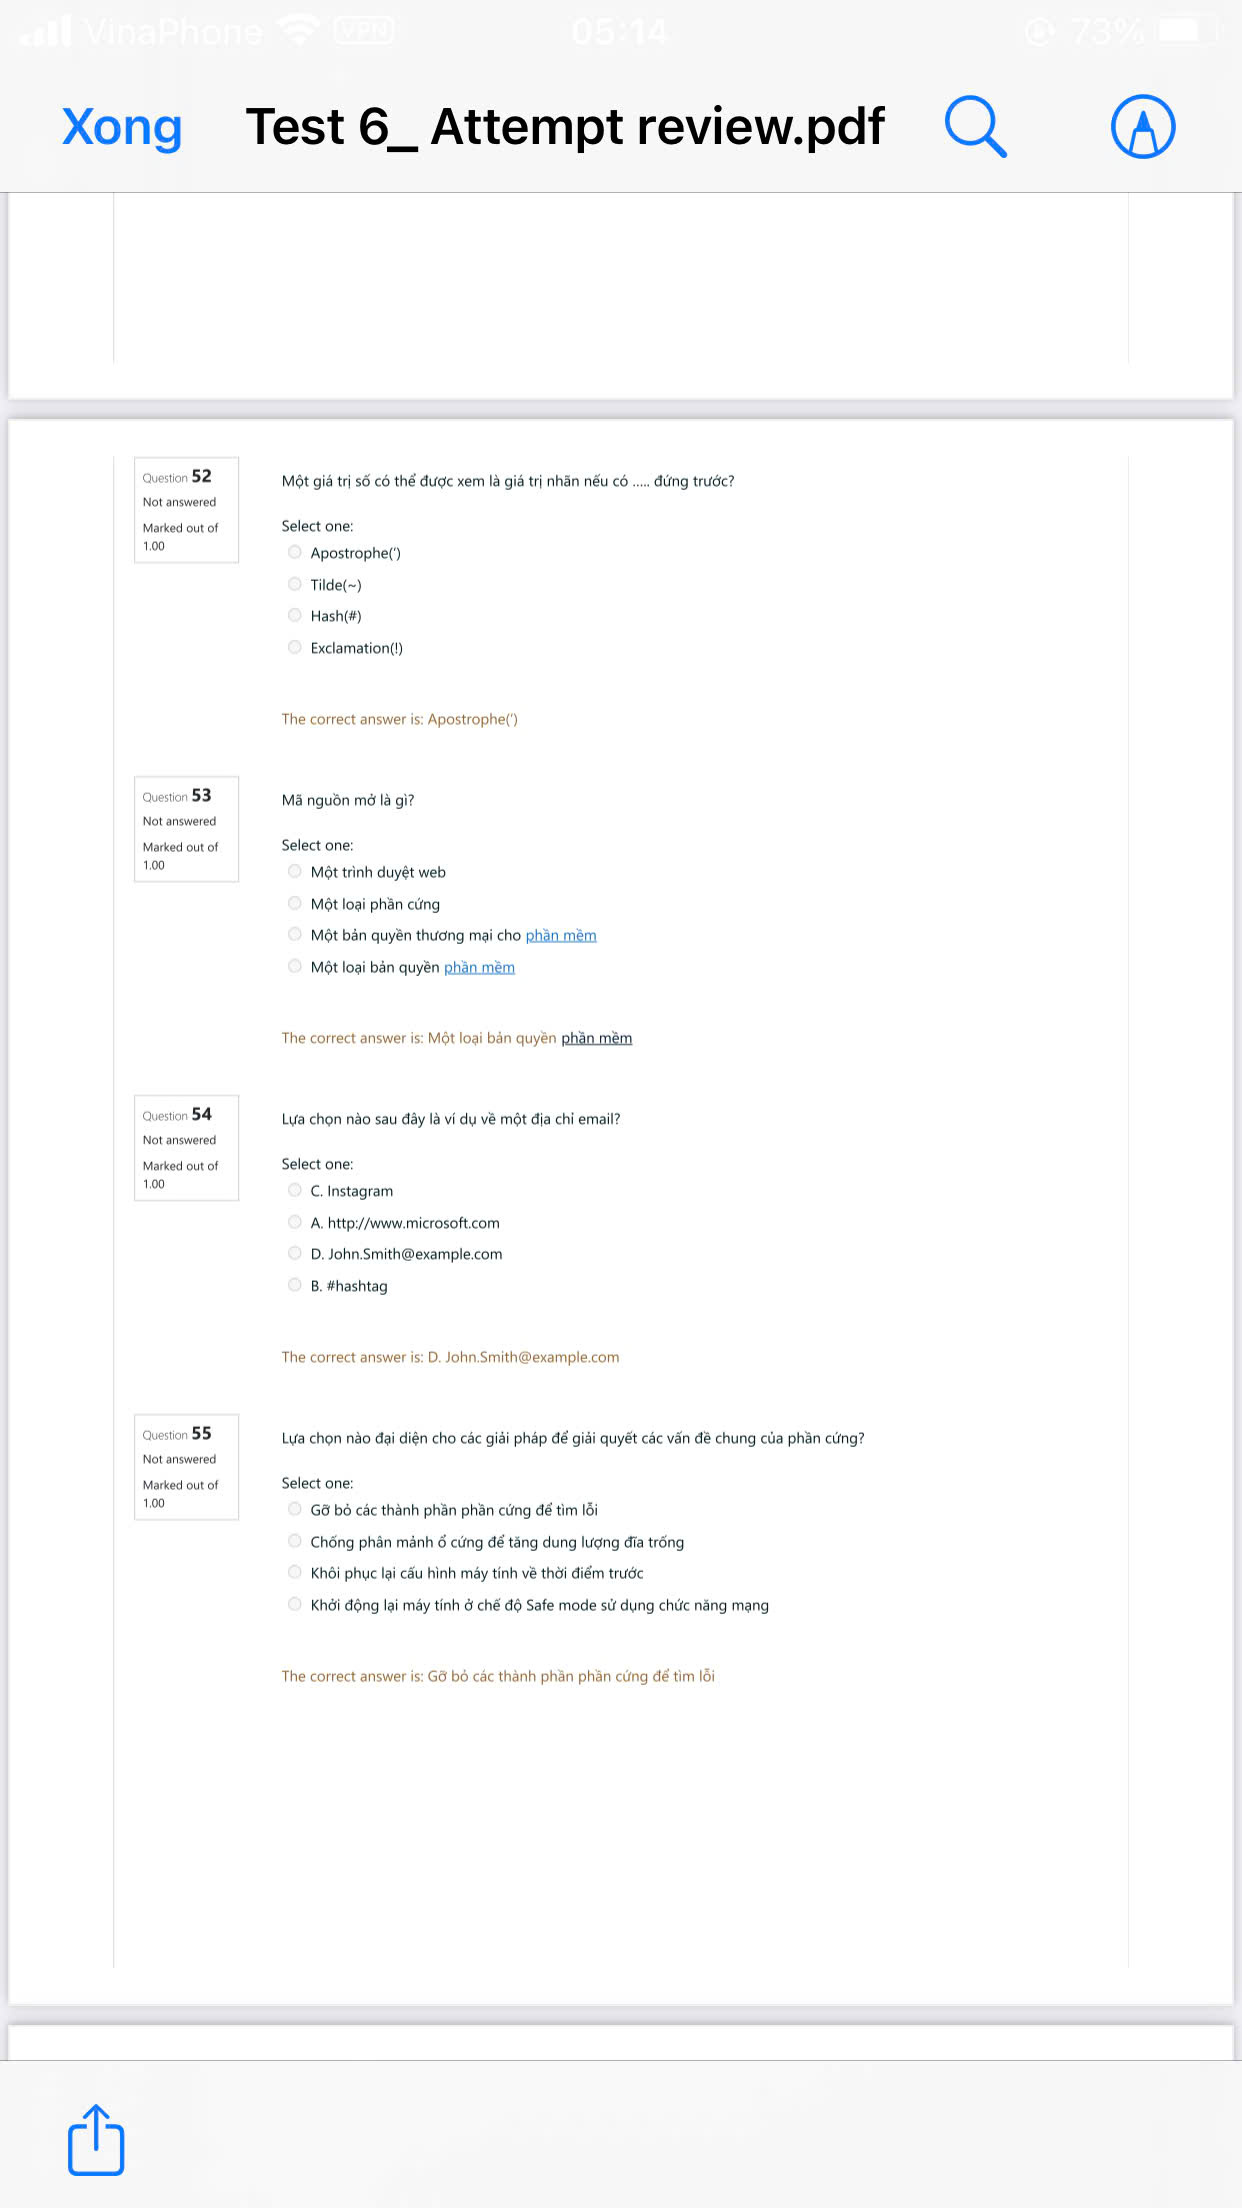 VinaPhone VPN 05:14 73%
Xong Test 6_ Attempt review.pdf
Question 52
Not answered
Marked out of
1.00
Một giá trị số có thể được xem là giá trị nhãn nếu có ..... đứng trước?
Select one:
Apostrophe(')
Tilde(~)
Hash(#)
Exclamation(!)
The correct answer is: Apostrophe(')
Question 53
Not answered
Marked out of
1.00
Mã nguồn mở là gì?
Select one:
Một trình duyệt web
Một loại phần cứng
Một bản quyền thương mại cho phần mềm
Một loại bản quyền phần mềm
The correct answer is: Một loại bản quyền phần mềm
Question 54
Not answered
Marked out of
1.00
Lựa chọn nào sau đây là ví dụ về một địa chỉ email?
Select one:
C. Instagram
A. http://www.microsoft.com
D. John.Smith@example.com
B. #hashtag
The correct answer is: D. John.Smith@example.com
Question 55
Not answered
Marked out of
1.00
Lựa chọn nào đại diện cho các giải pháp để giải quyết các vấn đề chung của phần cứng?
Select one:
Gỡ bỏ các thành phần phần cứng để tìm lỗi
Chống phân mảnh ổ cứng để tăng dung lượng đĩa trống
Khôi phục lại cấu hình máy tính về thời điểm trước
Khởi động lại máy tính ở chế độ Safe mode sử dụng chức năng mạng
The correct answer is: Gỡ bỏ các thành phần phần cứng để tìm lỗi